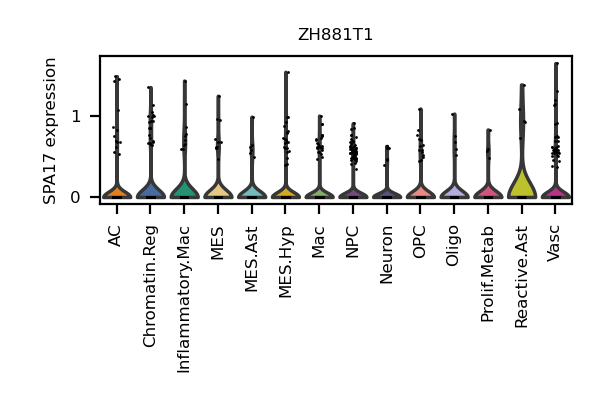 ZH881T1
SPA17 expression
1
0
AC
Chromatin.Reg
Inflammatory.Mac
MES
MES.Ast
MES.Hyp
Mac
NPC
Neuron
OPC
Oligo
Prolif.Metab
Reactive.Ast
Vasc